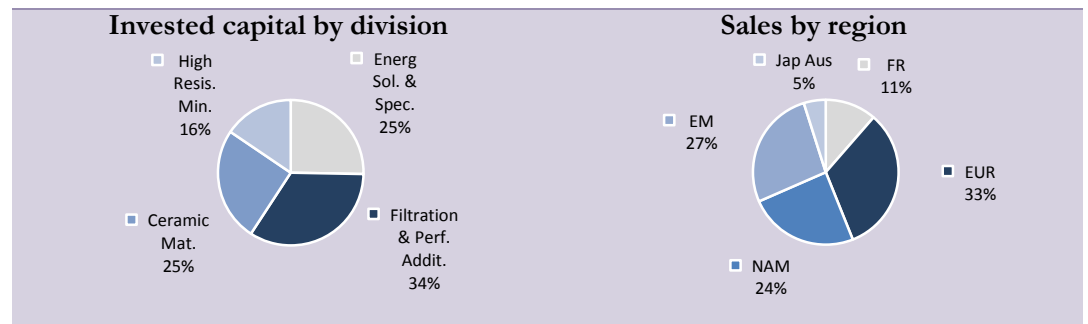 Invested capital by division
High
Resis.
Min.
16%
Energ
Sol. &
Spec.
25%
Ceramic
Mat.
25%
Filtration
& Perf.
Addit.
34%
Sales by region
Jap Aus
5%
FR
11%
EM
27%
EUR
33%
NAM
24%